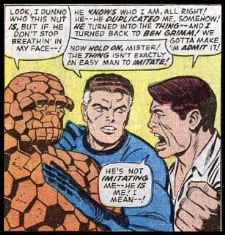 LOOK, I DUNNO
WHO THIS NUT
IS, BUT IF HE
DON'T STOP
BREATHIN' IN
MY FACE--!
HE KNOWS WHO I AM, ALL RIGHT!
HE--HE DUPLICATED ME, SOMEHOW!
HE TURNED INTO THE THING--AND I
TURNED BACK TO BEN GRIMM! WE
GOTTA MAKE
'IM ADMIT IT!
NOW HOLD ON, MISTER!
THE THING ISN'T EXACTLY
AN EASY MAN TO IMITATE!
HE'S NOT
IMITATING
ME--HE IS
ME! I
MEAN--!